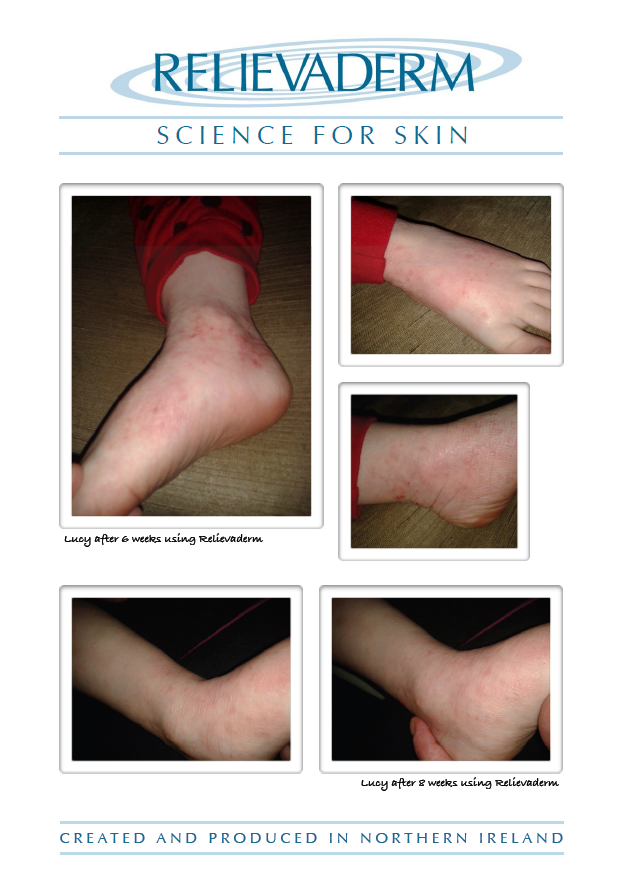 RELIEVADERM
SCIENCE FOR SKIN
Lucy after 6 weeks using Relievaderm
Lucy after 8 weeks using Relievaderm
CREATED AND PRODUCED IN NORTHERN IRELAND